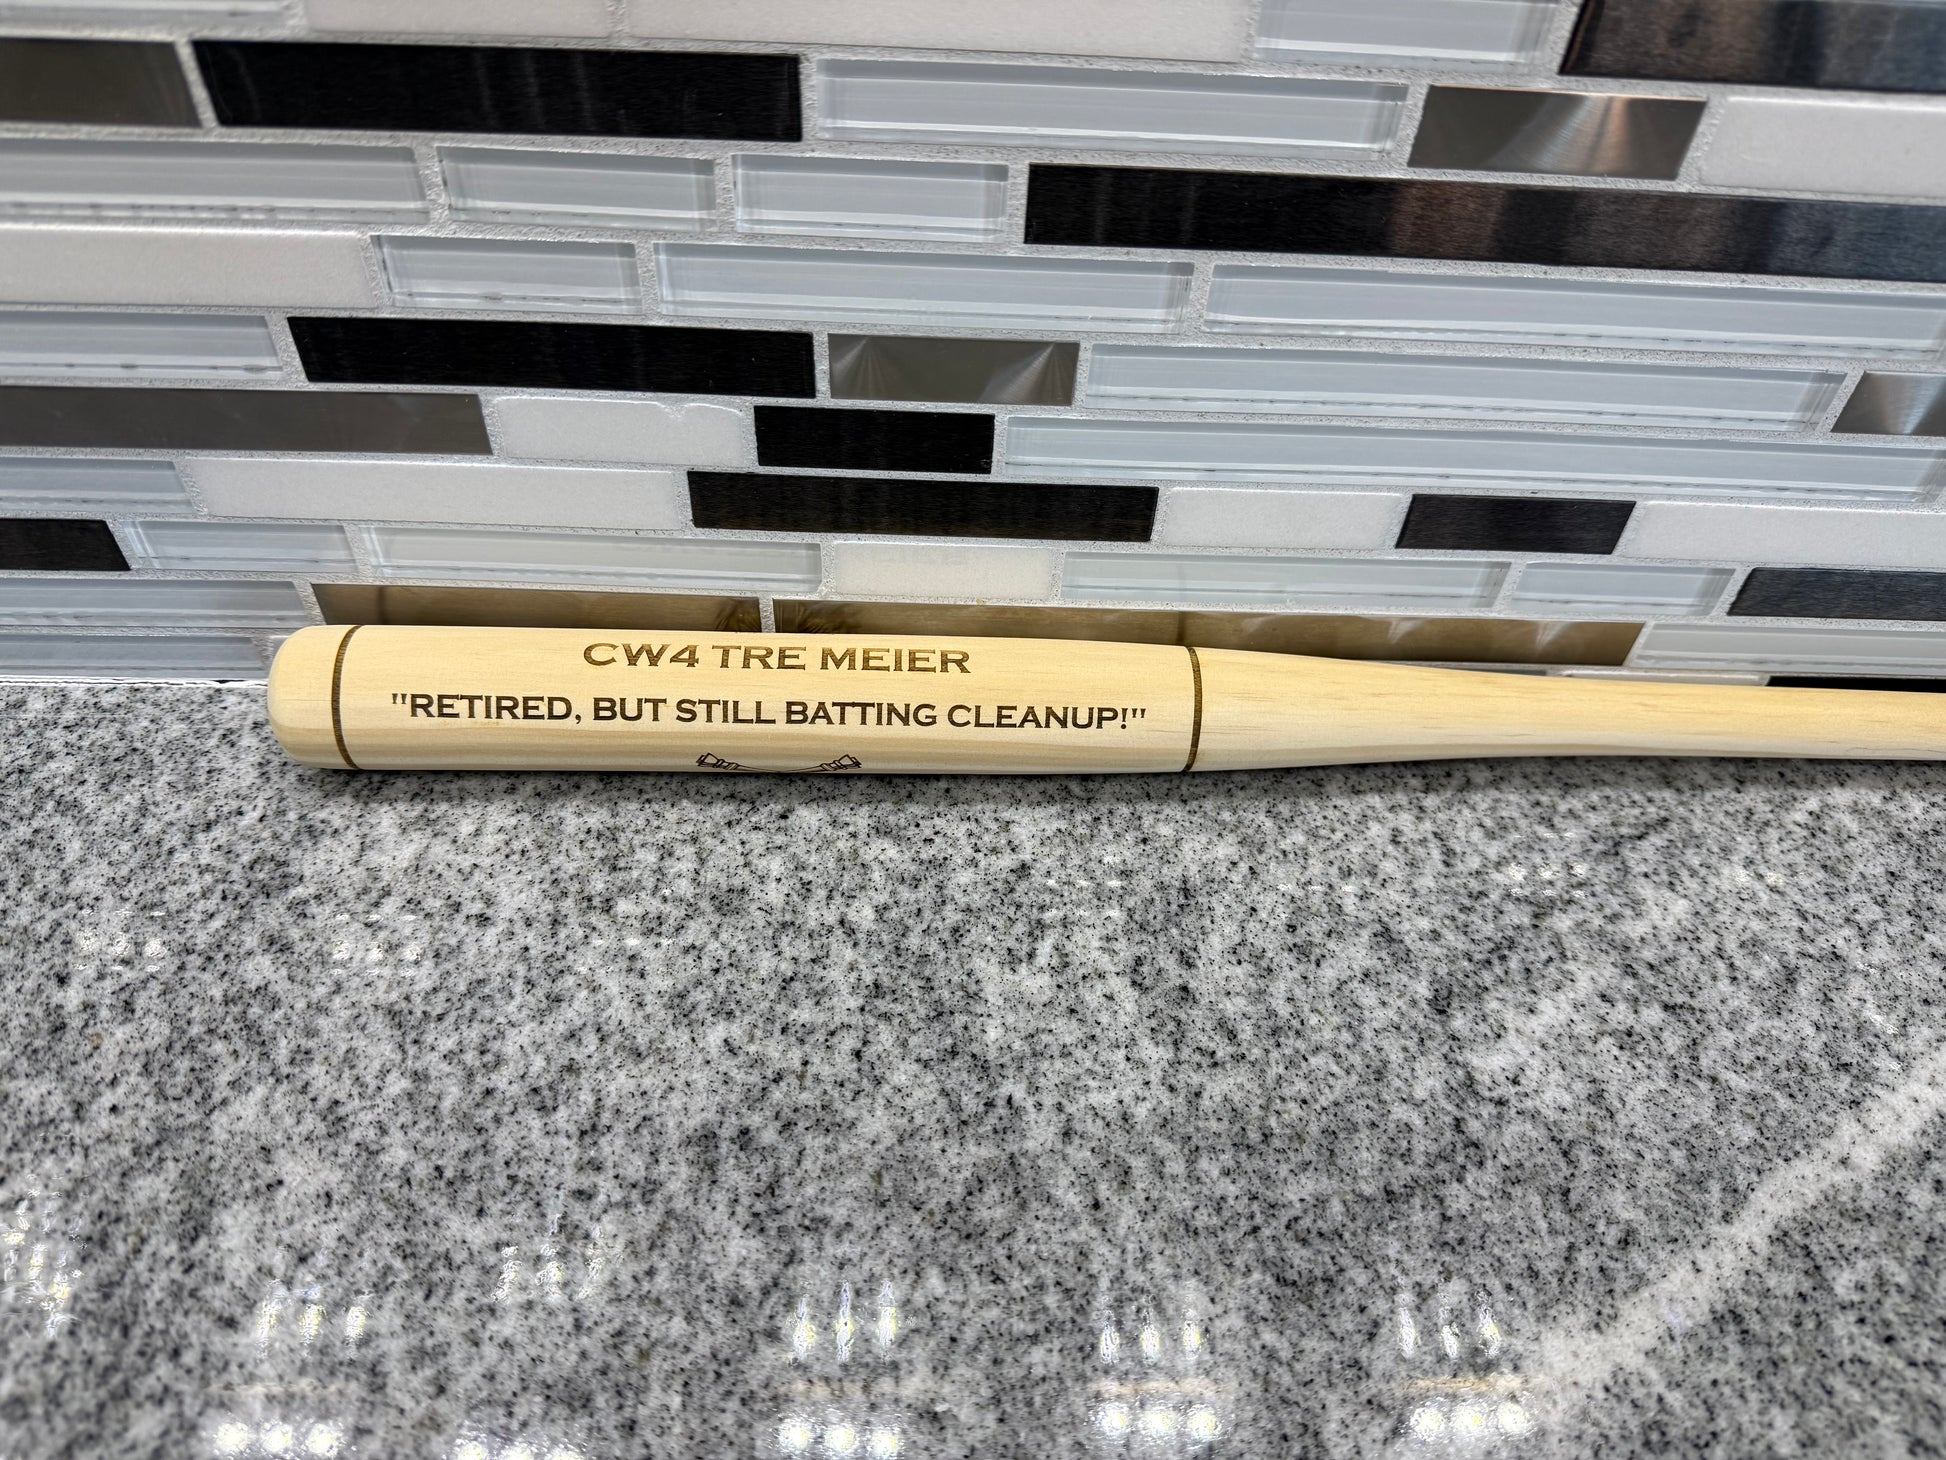 CW4 TRE MEIER
"RETIRED, BUT STILL BATTING CLEANUP!"